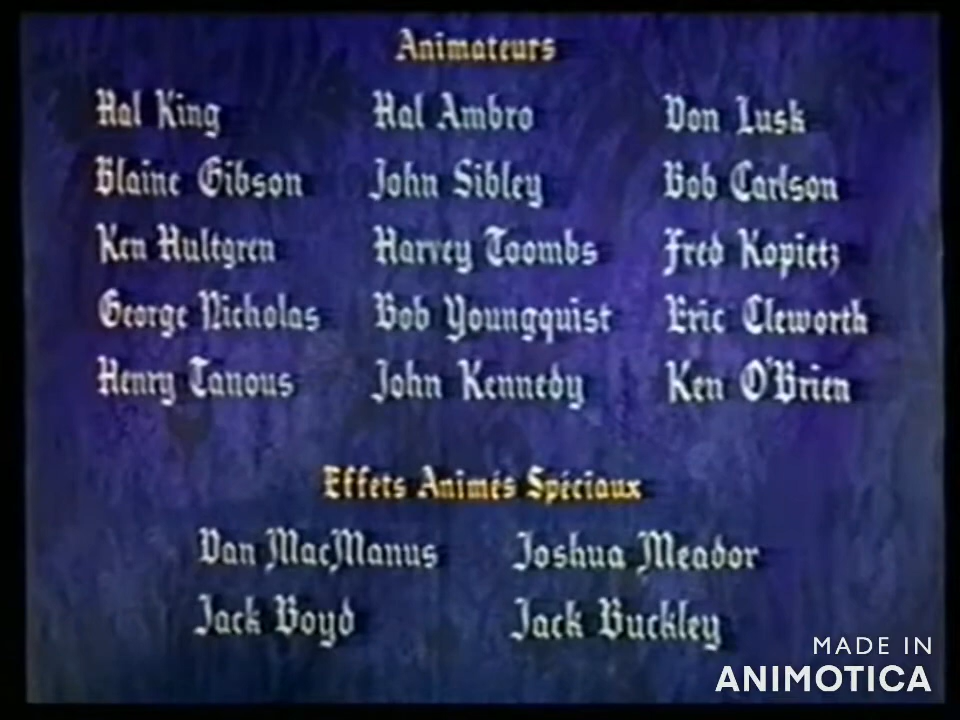 Animateurs
Hal King Hal Ambro Don Lusk
Blaine Gibson John Sibley Bob Carlson
Ken Hultgren Harvey Toombs Fred Kopietz
George Nicholas Bob Youngquist Eric Cleworth
Henry Tanous John Kennedy Ken O'Brien
Effets Animés Spéciaux
Dan MacManus Joshua Meador
Jack Boyd Jack Buckley
MADE IN
ANIMOTICA